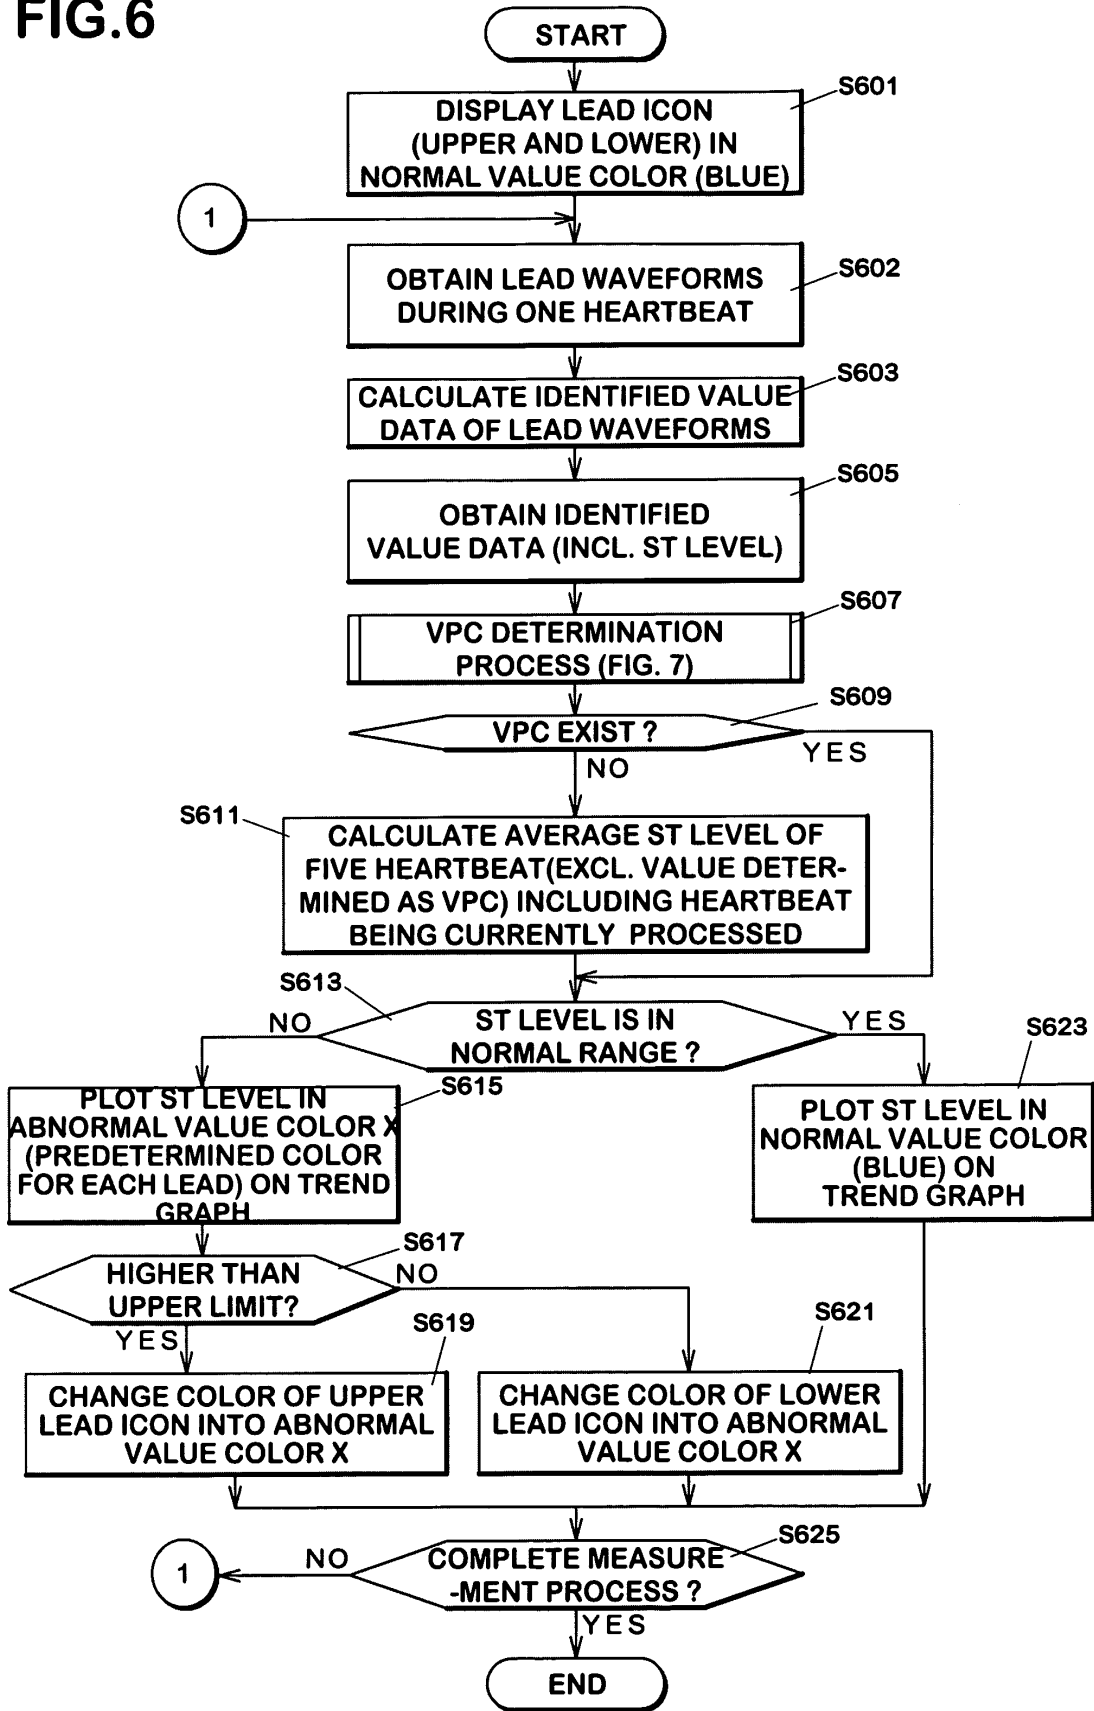 FIG.6
START
S601
DISPLAY LEAD ICON
(UPPER AND LOWER) IN
NORMAL VALUE COLOR (BLUE)
1
S602
OBTAIN LEAD WAVEFORMS
DURING ONE HEARTBEAT
S603
CALCULATE IDENTIFIED VALUE
DATA OF LEAD WAVEFORMS
S605
OBTAIN IDENTIFIED
VALUE DATA (INCL. ST LEVEL)
S607
VPC DETERMINATION
PROCESS (FIG. 7)
S609
VPC EXIST ?
YES
NO
S611
CALCULATE AVERAGE ST LEVEL OF
FIVE HEARTBEAT(EXCL. VALUE DETER-
MINED AS VPC) INCLUDING HEARTBEAT
BEING CURRENTLY PROCESSED
S613
ST LEVEL IS IN
NORMAL RANGE ?
NO
YES
S623
S615
PLOT ST LEVEL IN
ABNORMAL VALUE COLOR X
(PREDETERMINED COLOR
FOR EACH LEAD) ON TREND
GRAPH
PLOT ST LEVEL IN
NORMAL VALUE COLOR
(BLUE) ON
TREND GRAPH
S617
HIGHER THAN
UPPER LIMIT?
NO
YES
S619
CHANGE COLOR OF UPPER
LEAD ICON INTO ABNORMAL
VALUE COLOR X
S621
CHANGE COLOR OF LOWER
LEAD ICON INTO ABNORMAL
VALUE COLOR X
S625
COMPLETE MEASURE
-MENT PROCESS ?
NO
1
YES
END